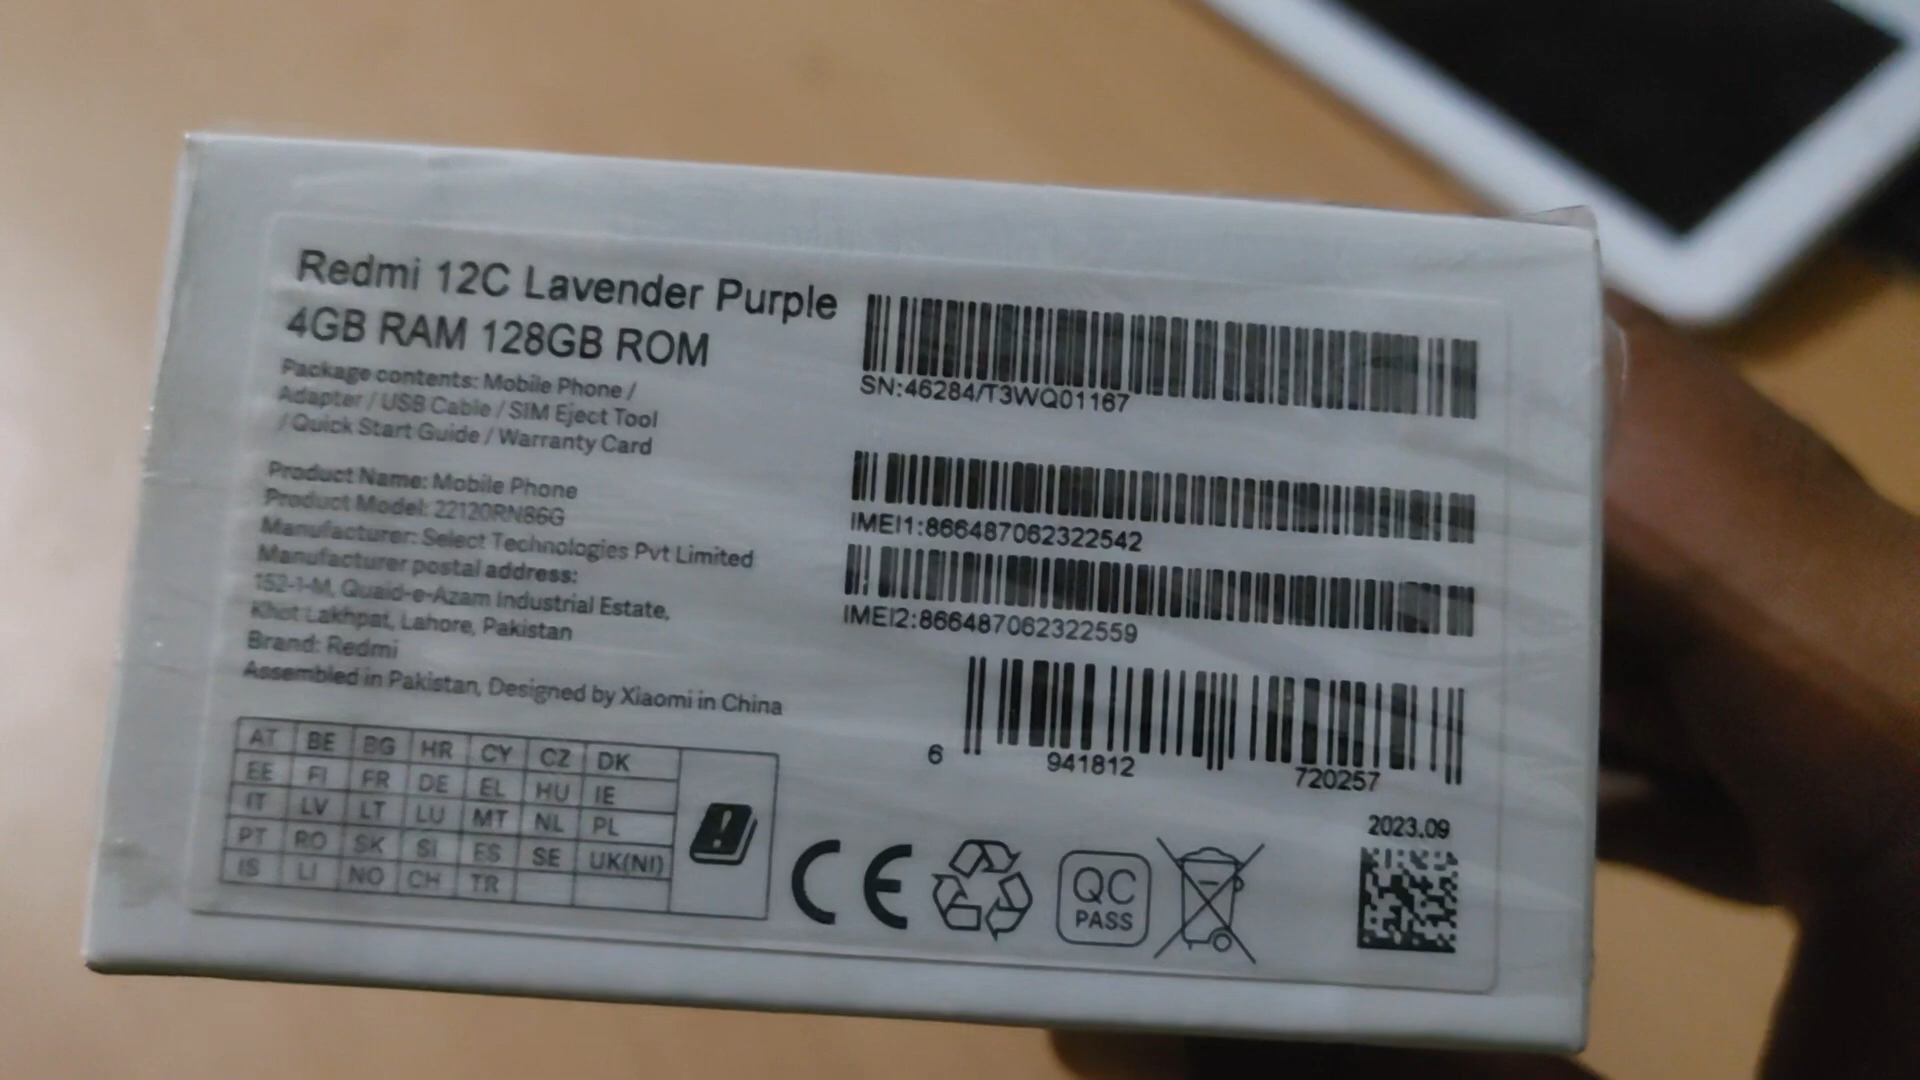 Redmi 12C Lavender Purple
4GB RAM 128GB ROM
Package contents: Mobile Phone /
Adapter / USB Cable / SIM Eject Tool
/ Quick Start Guide / Warranty Card
Product Name: Mobile Phone
Product Model: 22120RN86G
Manufacturer: Select Technologies Pvt Limited
Manufacturer postal address:
152-1-M, Quaid-e-Azam Industrial Estate,
Khot Lakhpat, Lahore, Pakistan
Brand: Redmi
Assembled in Pakistan, Designed by Xiaomi in China
AT BE BG HR CY CZ DK
EE FI FR DE EL HU IE
IT LV LT LU MT NL PL
PT RO SK SI ES SE UK(NI)
IS LI NO CH TR
SN:46284/T3WQ01167
IMEI1:866487062322542
IMEI2:866487062322559
6 941812 720257
2023.09
CE
QC
PASS